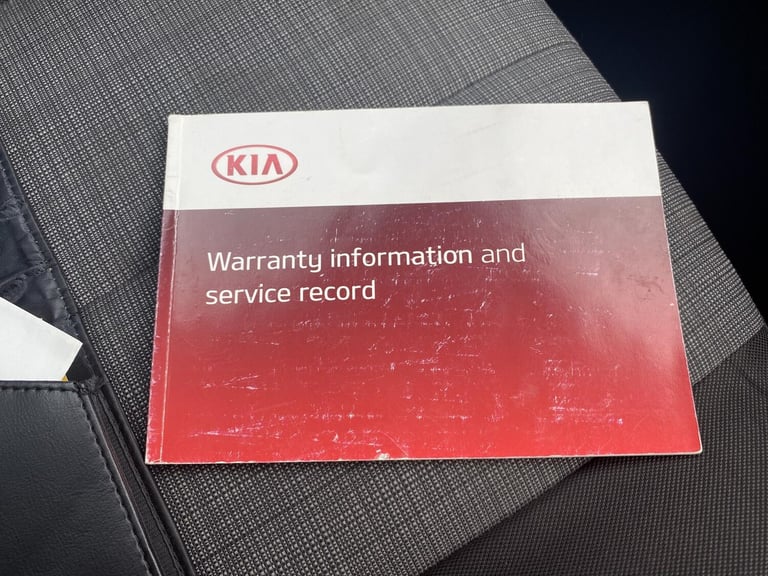 KIA
Warranty information and
service record